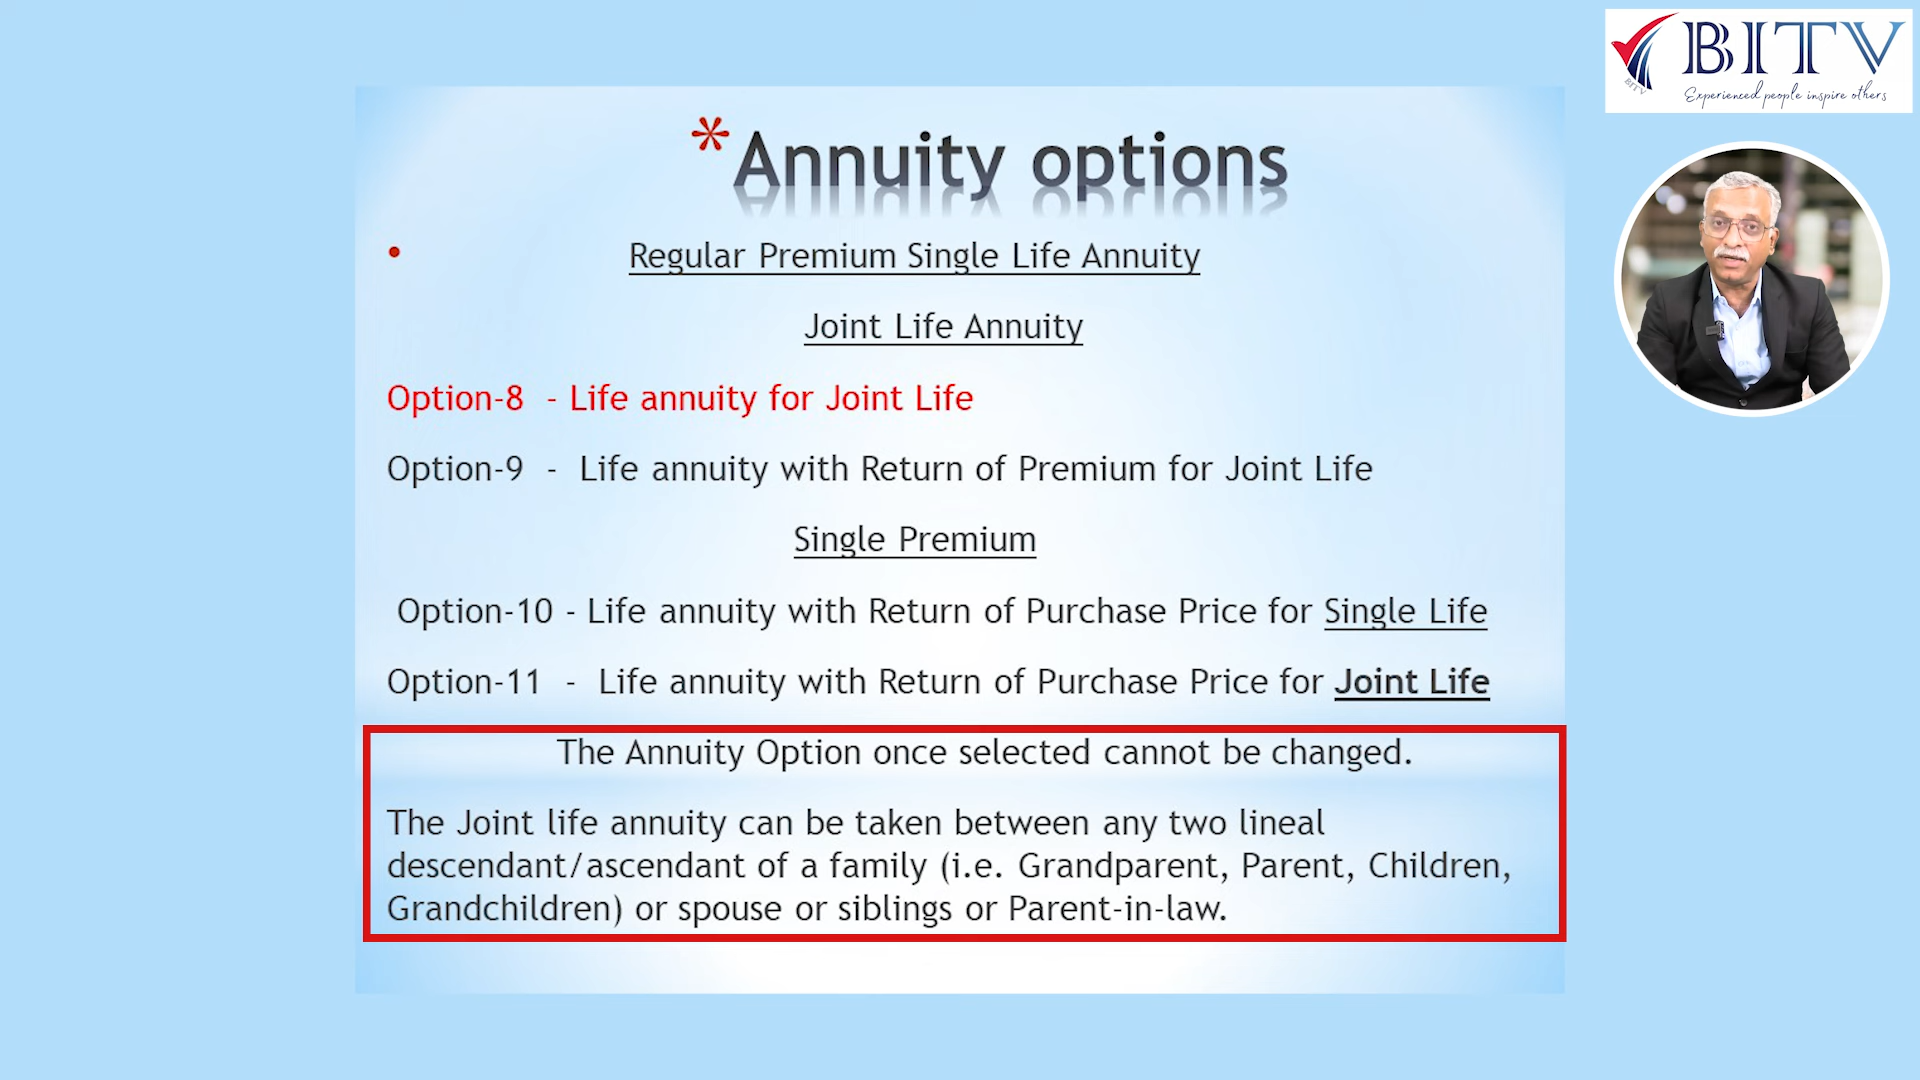 BITV
Experienced people inspire others
BITV
*Annuity options
• Regular Premium Single Life Annuity
Joint Life Annuity
Option-8 - Life annuity for Joint Life
Option-9 - Life annuity with Return of Premium for Joint Life
Single Premium
Option-10 - Life annuity with Return of Purchase Price for Single Life
Option-11 - Life annuity with Return of Purchase Price for Joint Life
The Annuity Option once selected cannot be changed.
The Joint life annuity can be taken between any two lineal
descendant/ascendant of a family (i.e. Grandparent, Parent, Children,
Grandchildren) or spouse or siblings or Parent-in-law.